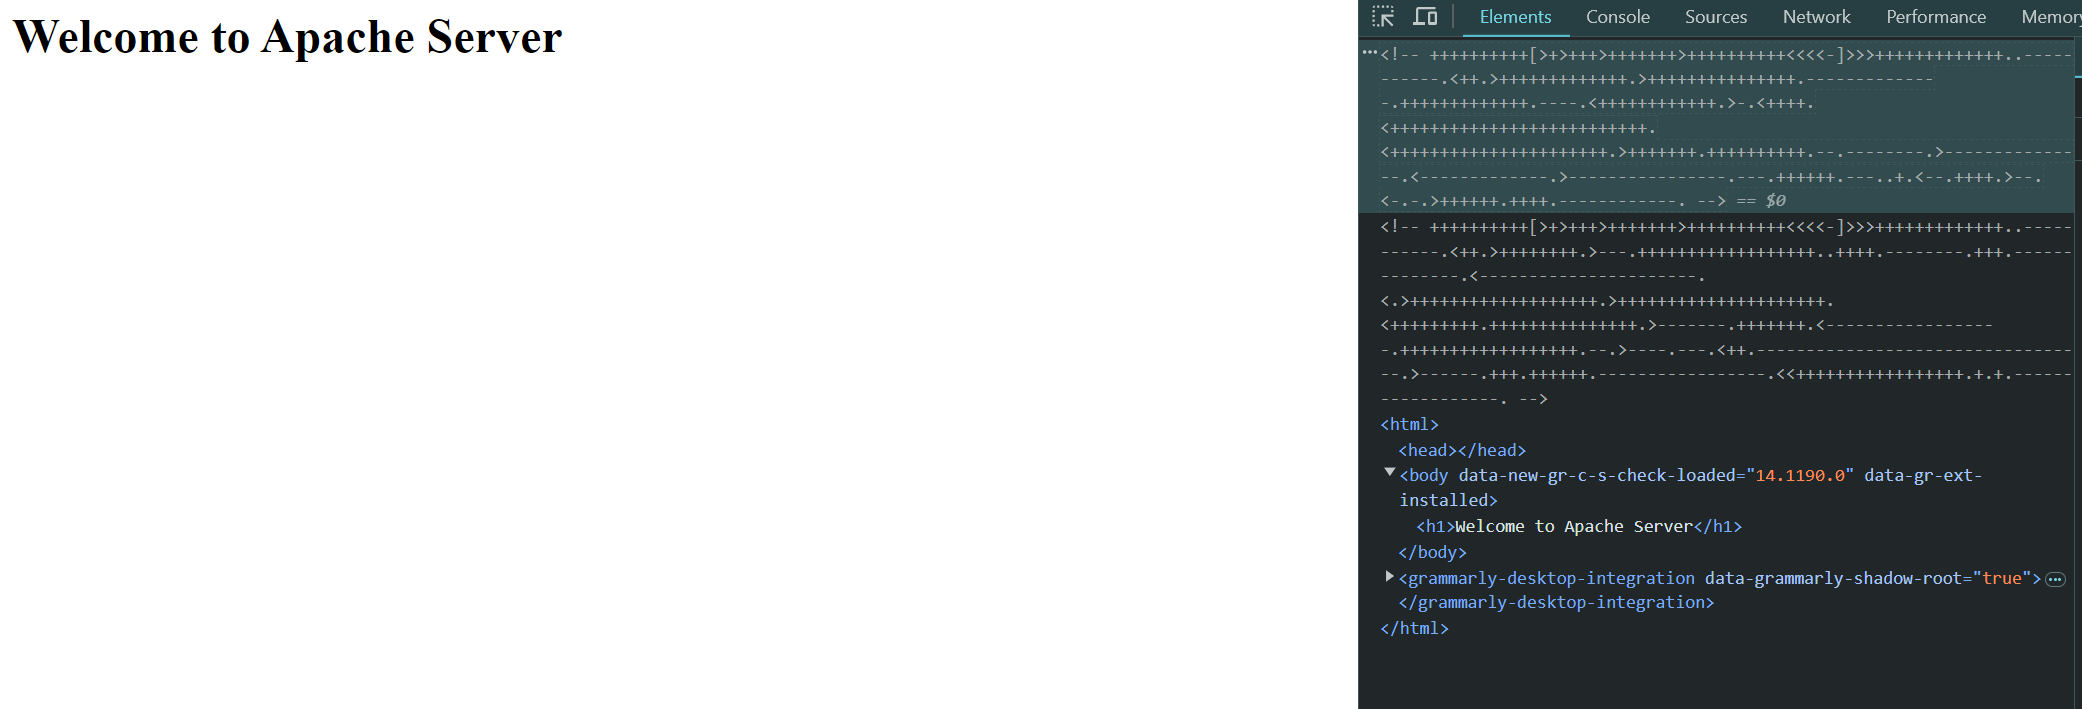 Welcome to Apache Server
Elements
Console
Sources
Network
Performance
Memory
<!-- ++++++++++[>+>+++>+++++++>++++++++++<<<<-]>>>+++++++++++++..-----
------.<++.>+++++++++++++.>+++++++++++++++.-------------
-.+++++++++++++.----.<++++++++++++.>-.<++++.
<++++++++++++++++++++++++++.
<++++++++++++++++++++++.>+++++++.++++++++++.--.--------.>-------------
--.<-------------.>----------------.---.++++++.---..+.<--.++++.>--.
<-.-.>++++++.++++.------------. --> == $0
<!-- ++++++++++[>+>+++>+++++++>++++++++++<<<<-]>>>+++++++++++++..-----
------.<++.>++++++++.>---.++++++++++++++++++..++++.--------.+++.------
--------.<----------------------.
<.>+++++++++++++++++++.>+++++++++++++++++++++.
<+++++++++.+++++++++++++++.>-------.+++++++.<-----------------
-.++++++++++++++++++.--.>----.---.<++.--------------------------------
--.>------.+++.++++++.-----------------.<<+++++++++++++++++.+.+.------
------------. -->
<html>
<head></head>
<body data-new-gr-c-s-check-loaded="14.1190.0" data-gr-ext-
installed>
<h1>Welcome to Apache Server</h1>
</body>
<grammarly-desktop-integration data-grammarly-shadow-root="true">
</grammarly-desktop-integration>
</html>